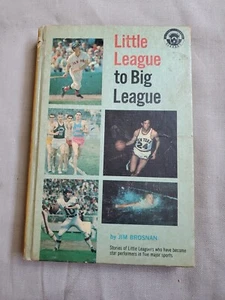 Little
League
to Big
League
by JIM BROSNAN
Stories of Little Leaguers who have become
star performers in five major sports.
24